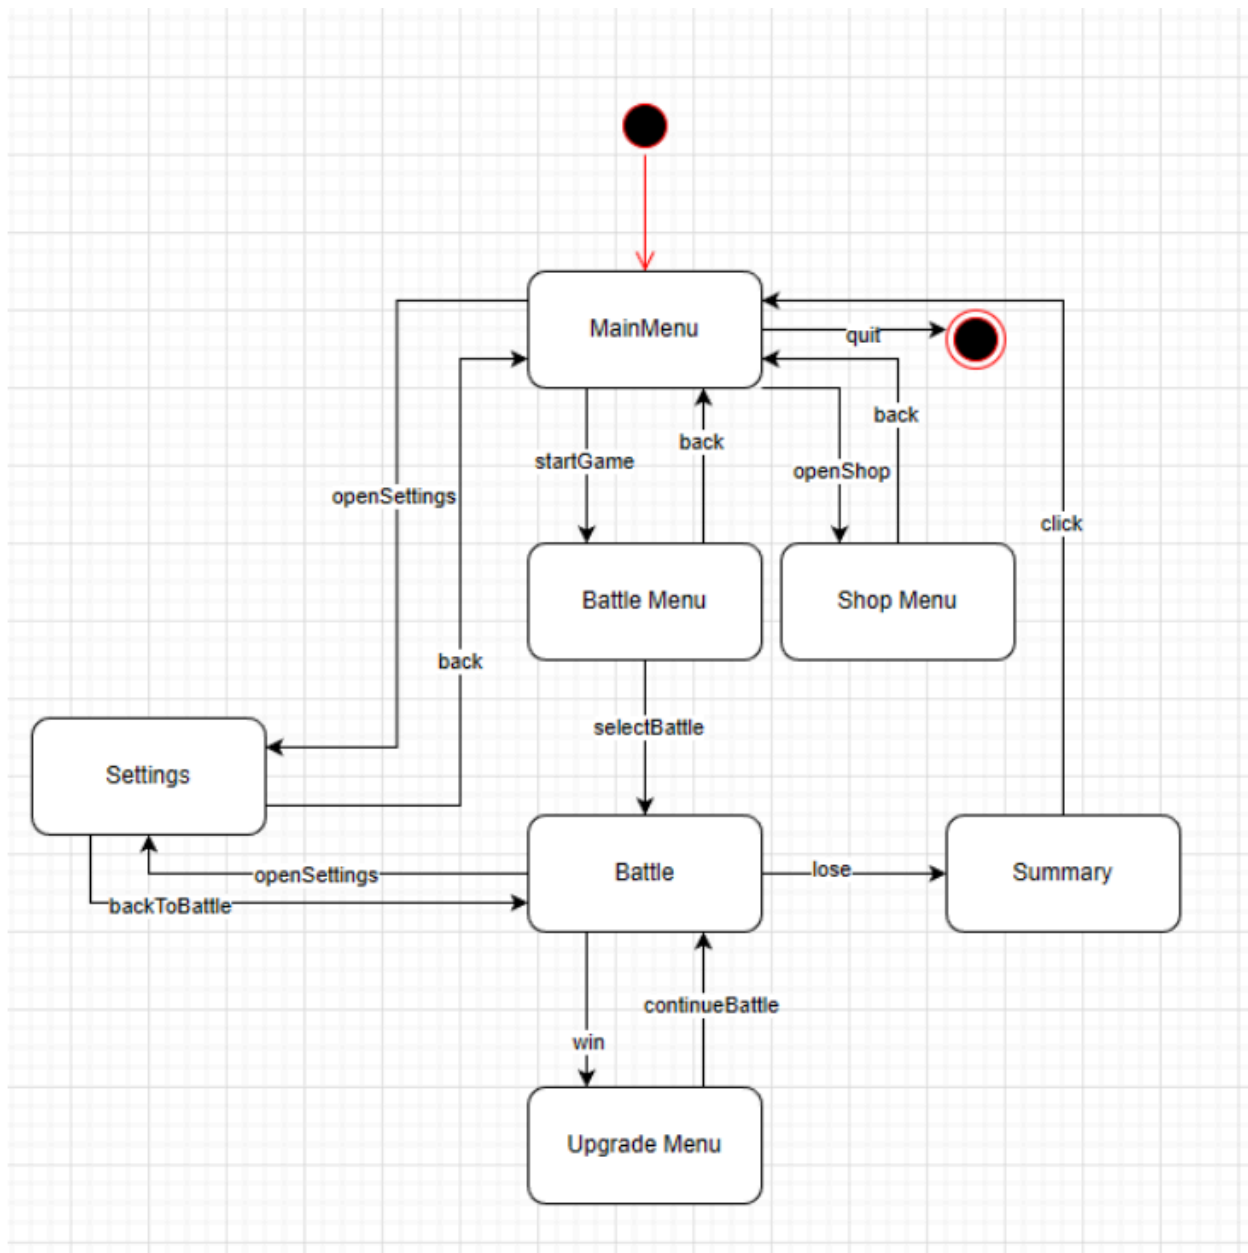 MainMenu
quit
back
back
startGame
openShop
openSettings
click
Battle Menu
Shop Menu
back
selectBattle
Settings
Battle
lose
Summary
openSettings
backToBattle
continueBattle
win
Upgrade Menu